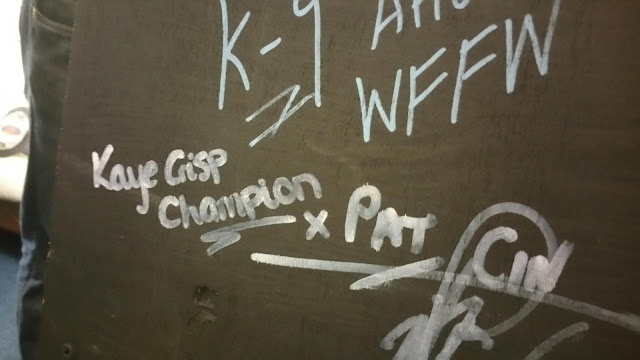 K-9
WFFW
Kaye Crisp
Champion x
PAT
CIN